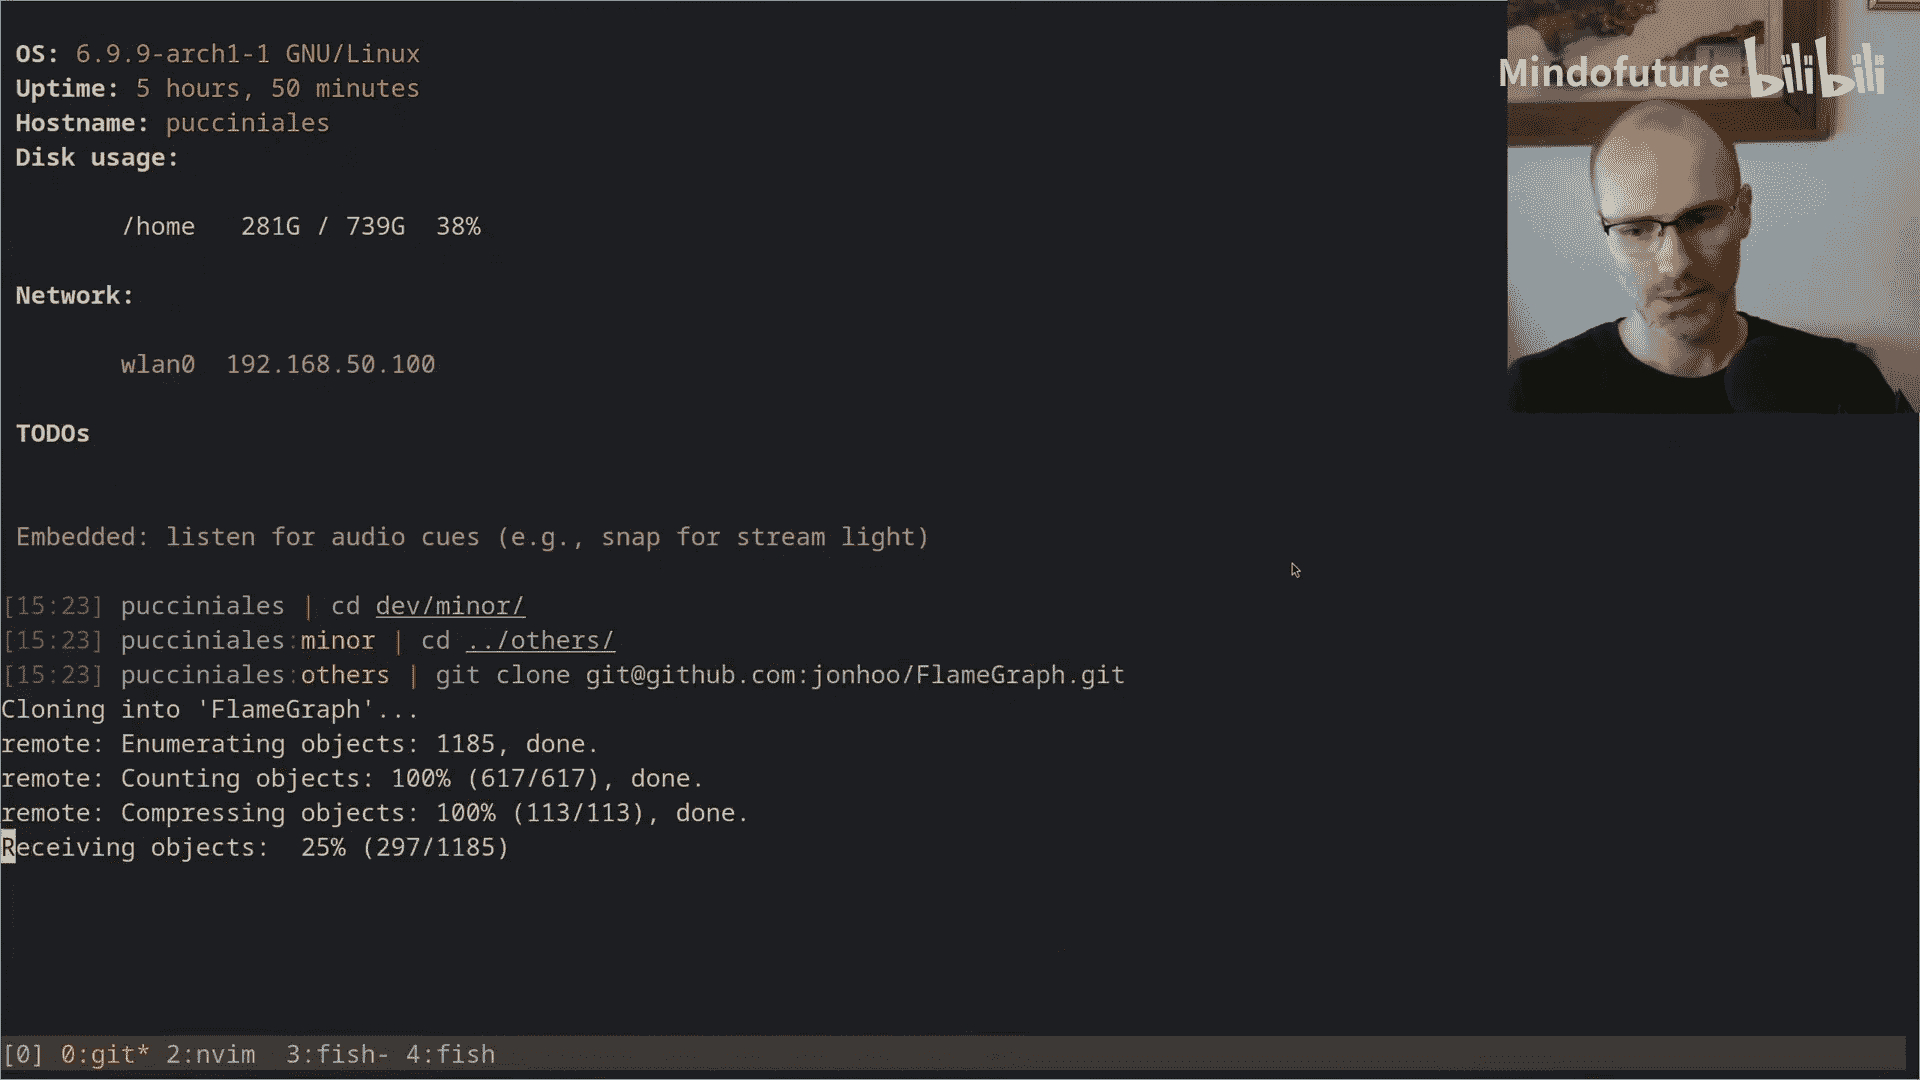 OS: 6.9.9-arch1-1 GNU/Linux
Uptime: 5 hours, 50 minutes
Hostname: pucciniales
Disk usage:
/home 281G / 739G 38%
Network:
wlan0 192.168.50.100
TODOs
Embedded: listen for audio cues (e.g., snap for stream light)
[15:23] pucciniales | cd dev/minor/
[15:23] pucciniales:minor | cd ../others/
[15:23] pucciniales:others | git clone git@github.com:jonhoo/FlameGraph.git
Cloning into 'FlameGraph'...
remote: Enumerating objects: 1185, done.
remote: Counting objects: 100% (617/617), done.
remote: Compressing objects: 100% (113/113), done.
Receiving objects: 25% (297/1185)
[0] 0:git* 2:nvim 3:fish- 4:fish
Mindofuture bilibili